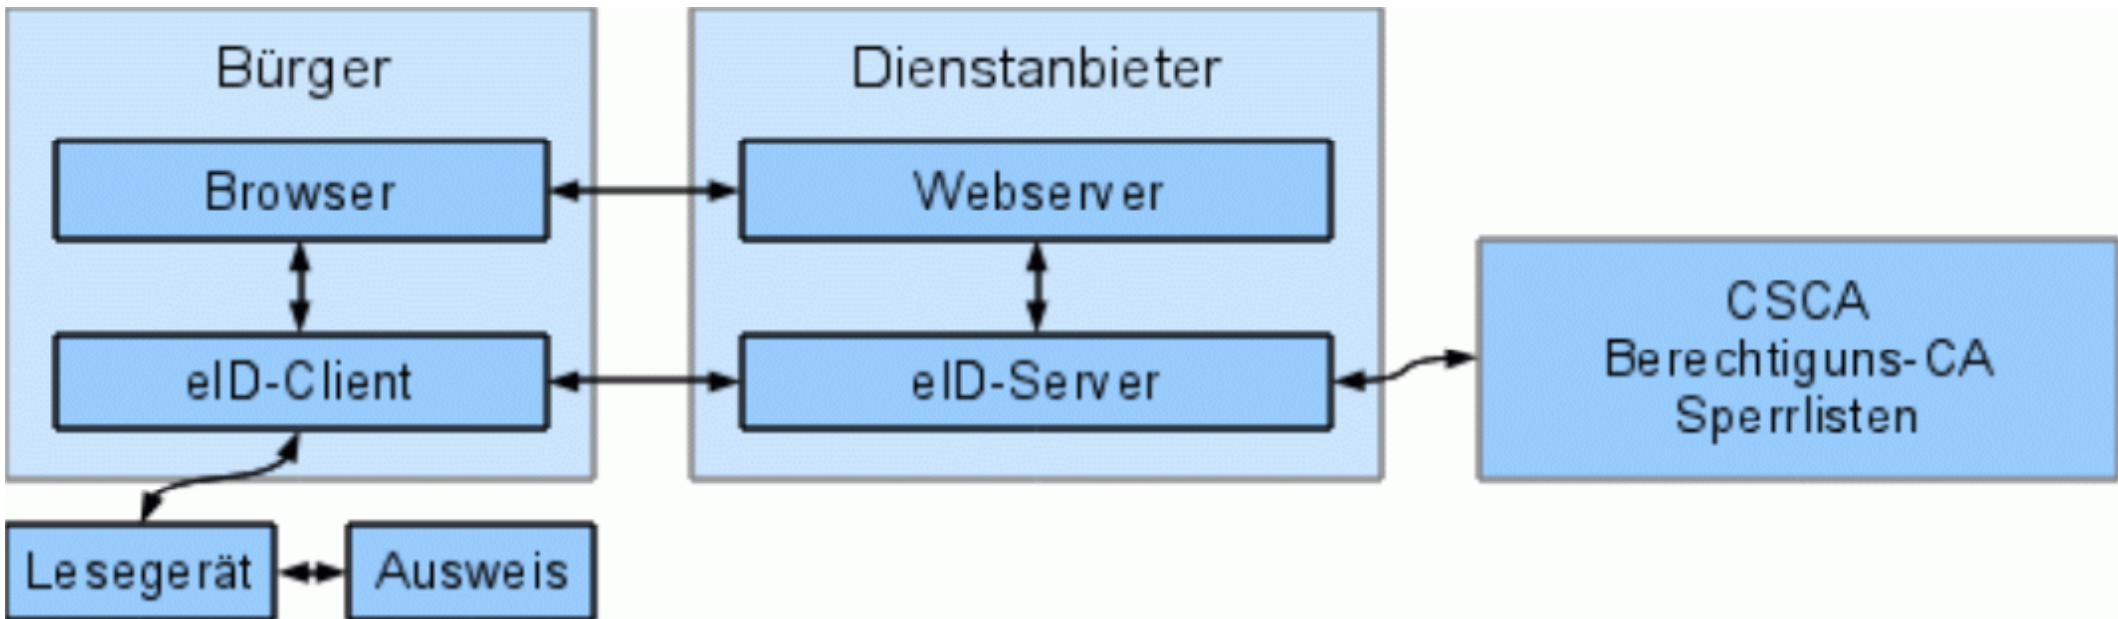 Bürger
Dienstanbieter
Browser
Webserver
eID-Client
eID-Server
CSCA
Berechtiguns-CA
Sperrlisten
Lesegerät
Ausweis